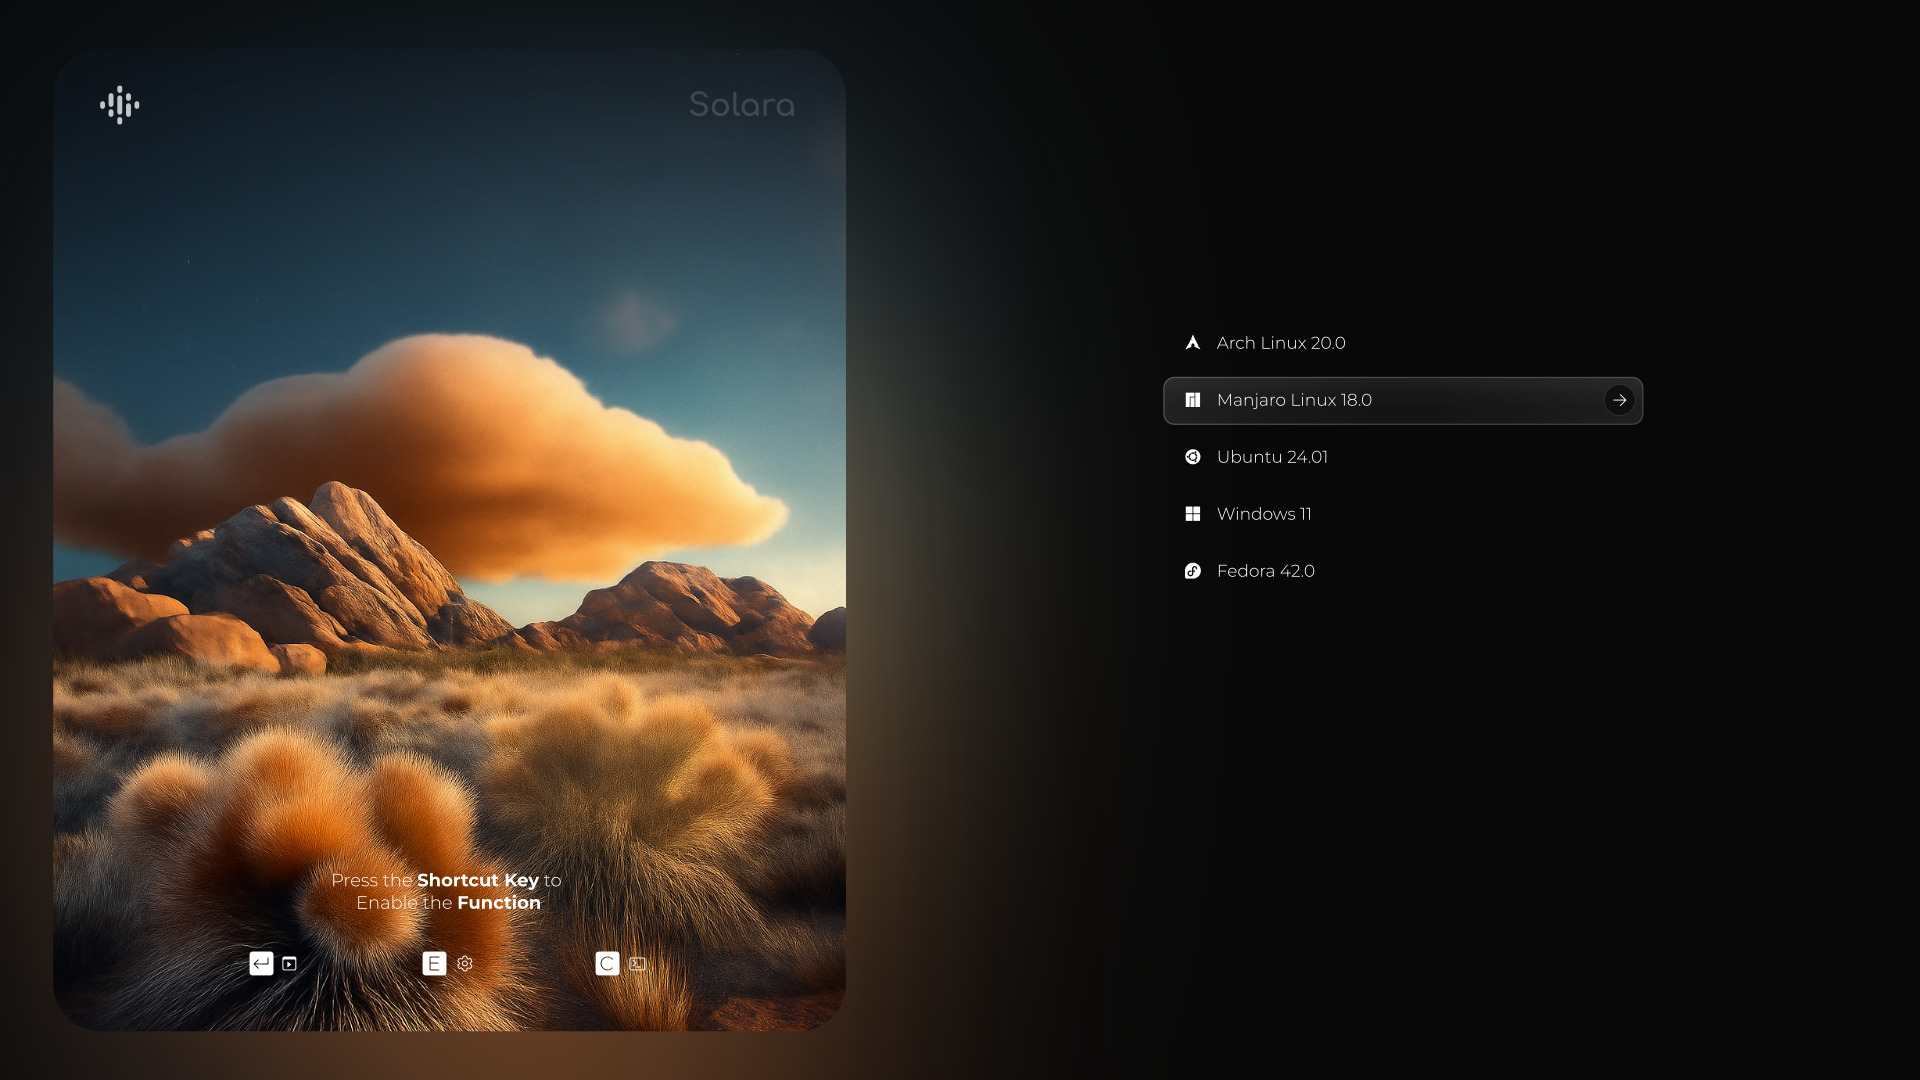 Solara
Press the Shortcut Key to
Enable the Function
E
C
Arch Linux 20.0
Manjaro Linux 18.0
Ubuntu 24.01
Windows 11
Fedora 42.0